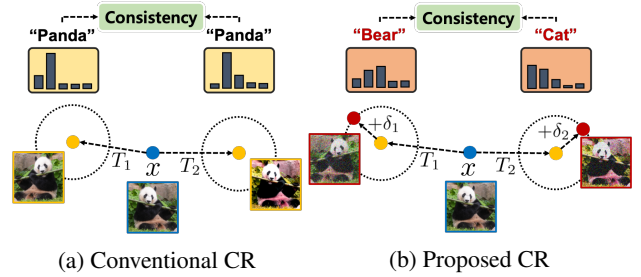 Consistency
"Panda" "Panda"
T₁ x T₂
(a) Conventional CR
Consistency
"Bear" "Cat"
+δ₁ +δ₂
T₁ x T₂
(b) Proposed CR